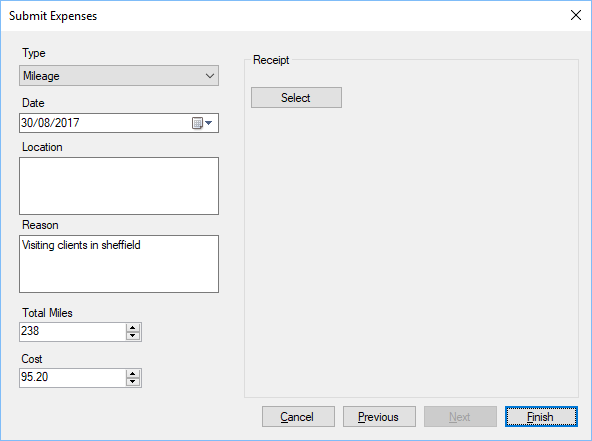 Submit Expenses
Type
Mileage
Date
30/08/2017
Location
Reason
Visiting clients in sheffield
Total Miles
238
Cost
95.20
Receipt
Select
Cancel
Previous
Next
Finish